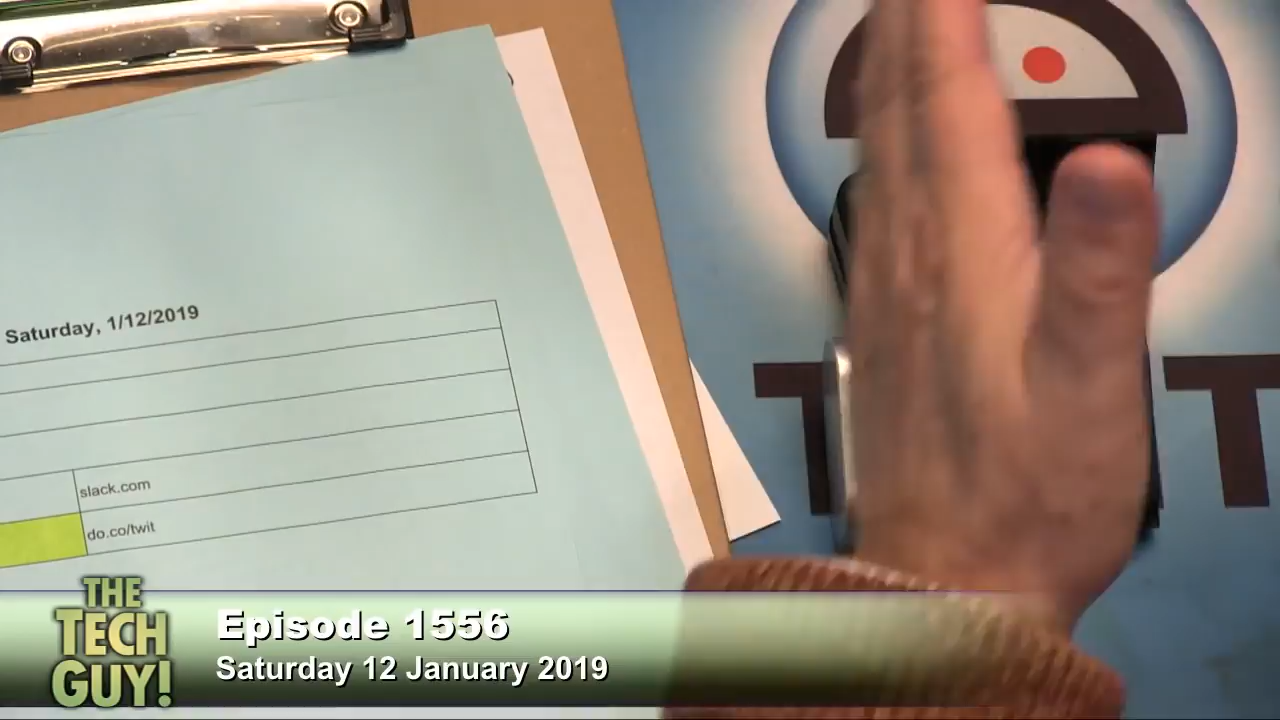 Saturday, 1/12/2019
slack.com
do.co/twit
T T
THE
TECH
GUY!
Episode 1556
Saturday 12 January 2019